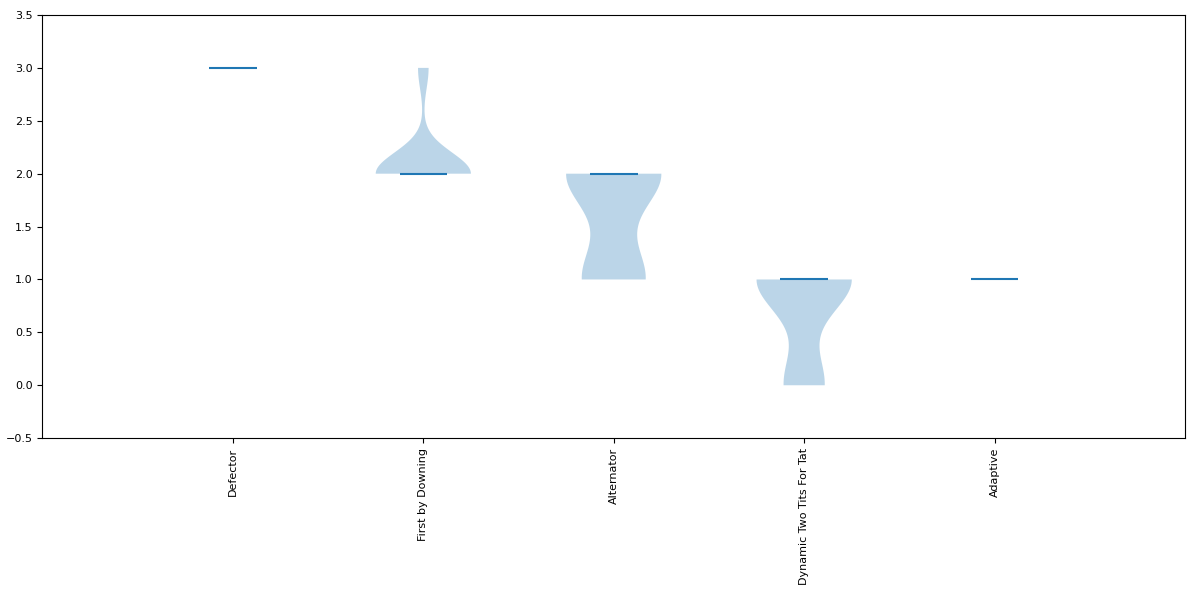 3.5
3.0
2.5
2.0
1.5
1.0
0.5
0.0
−0.5
Defector
First by Downing
Alternator
Dynamic Two Tits For Tat
Adaptive